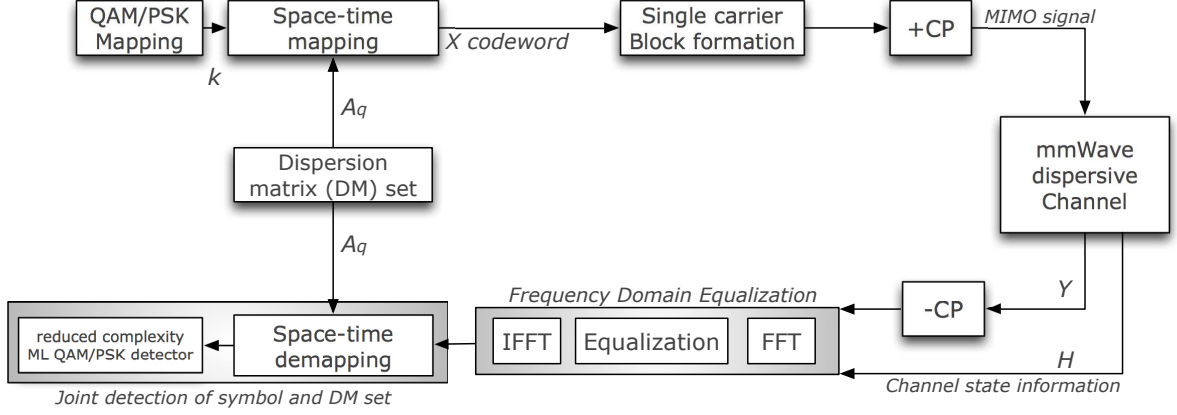 QAM/PSK
Mapping
Space-time
mapping
Single carrier
Block formation
+CP
MIMO signal
X codeword
k
Aq
Dispersion
matrix (DM) set
mmWave
dispersive
Channel
Aq
Y
H
Frequency Domain Equalization
-CP
IFFT
Equalization
FFT
Space-time
demapping
reduced complexity
ML QAM/PSK detector
Channel state information
Joint detection of symbol and DM set